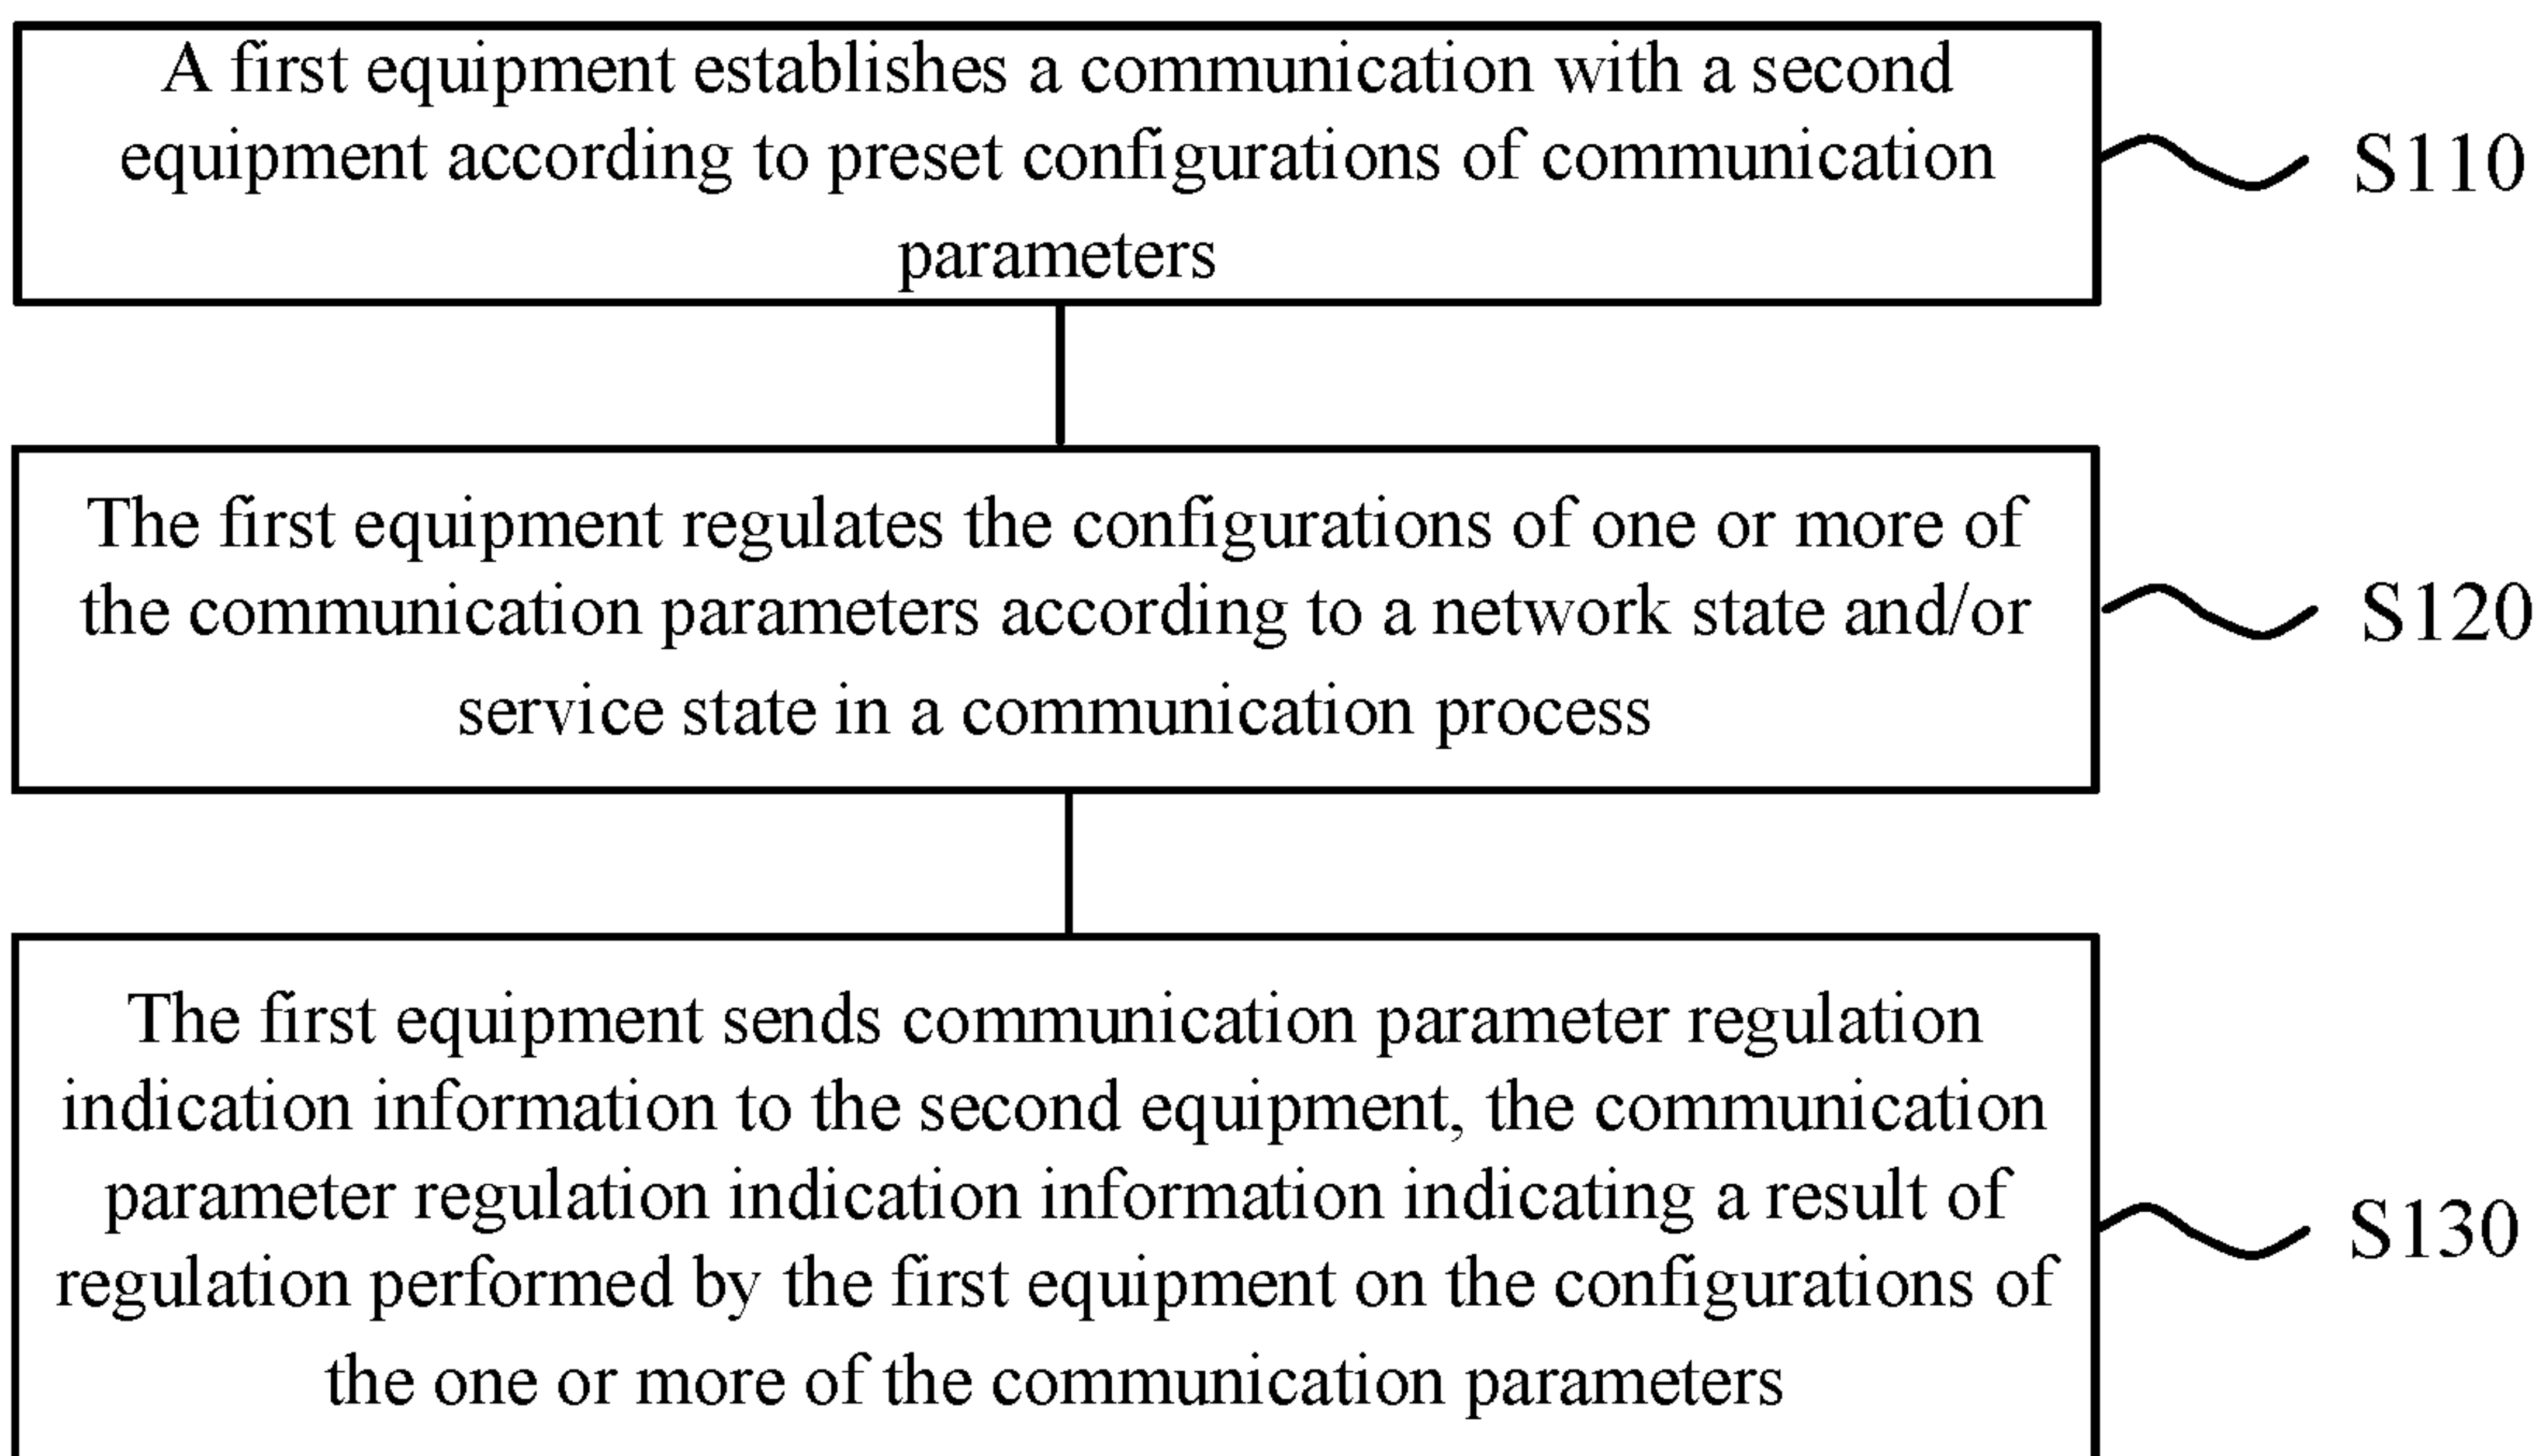 A first equipment establishes a communication with a second
equipment according to preset configurations of communication
parameters
S110
The first equipment regulates the configurations of one or more of
the communication parameters according to a network state and/or
service state in a communication process
S120
The first equipment sends communication parameter regulation
indication information to the second equipment, the communication
parameter regulation indication information indicating a result of
regulation performed by the first equipment on the configurations of
the one or more of the communication parameters
S130